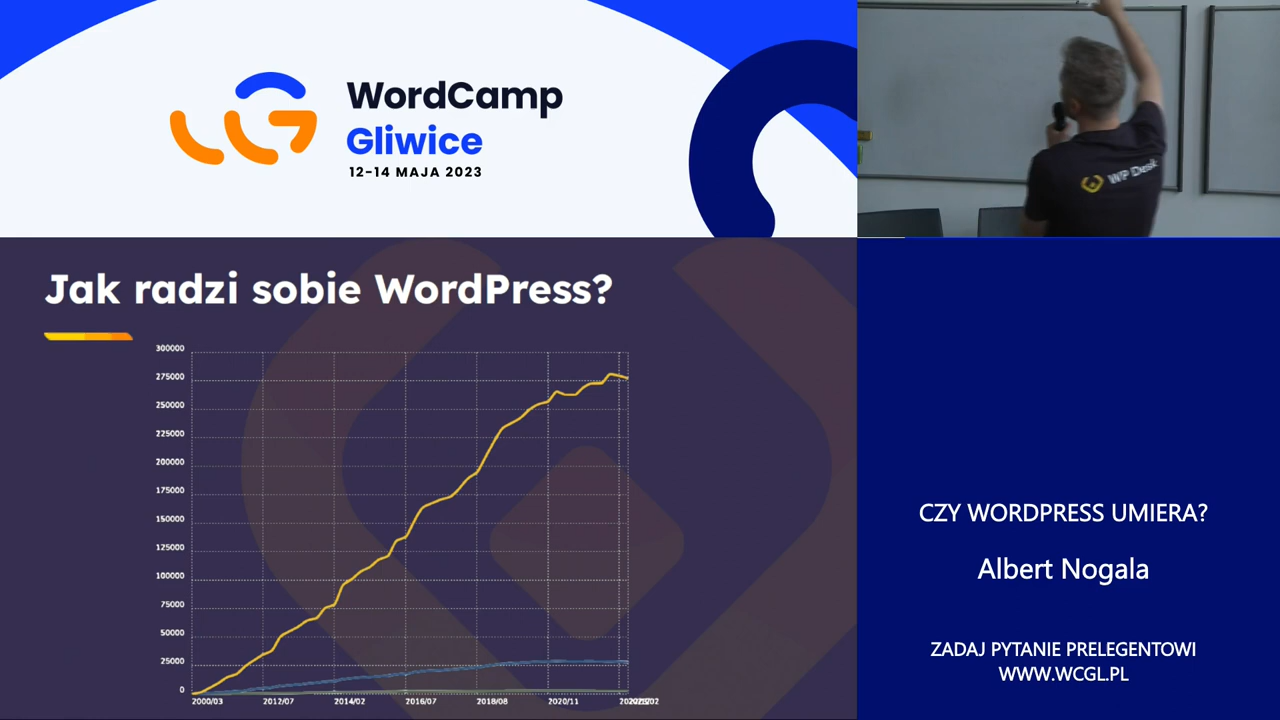 WordCamp
Gliwice
12-14 MAJA 2023
WP Desk
Jak radzi sobie WordPress?
300000
275000
250000
225000
200000
175000
150000
125000
100000
75000
50000
25000
0
2000/03
2012/07
2014/02
2016/07
2018/08
2020/11
CZY WORDPRESS UMIERA?
Albert Nogala
ZADAJ PYTANIE PRELEGENTOWI
WWW.WCGL.PL